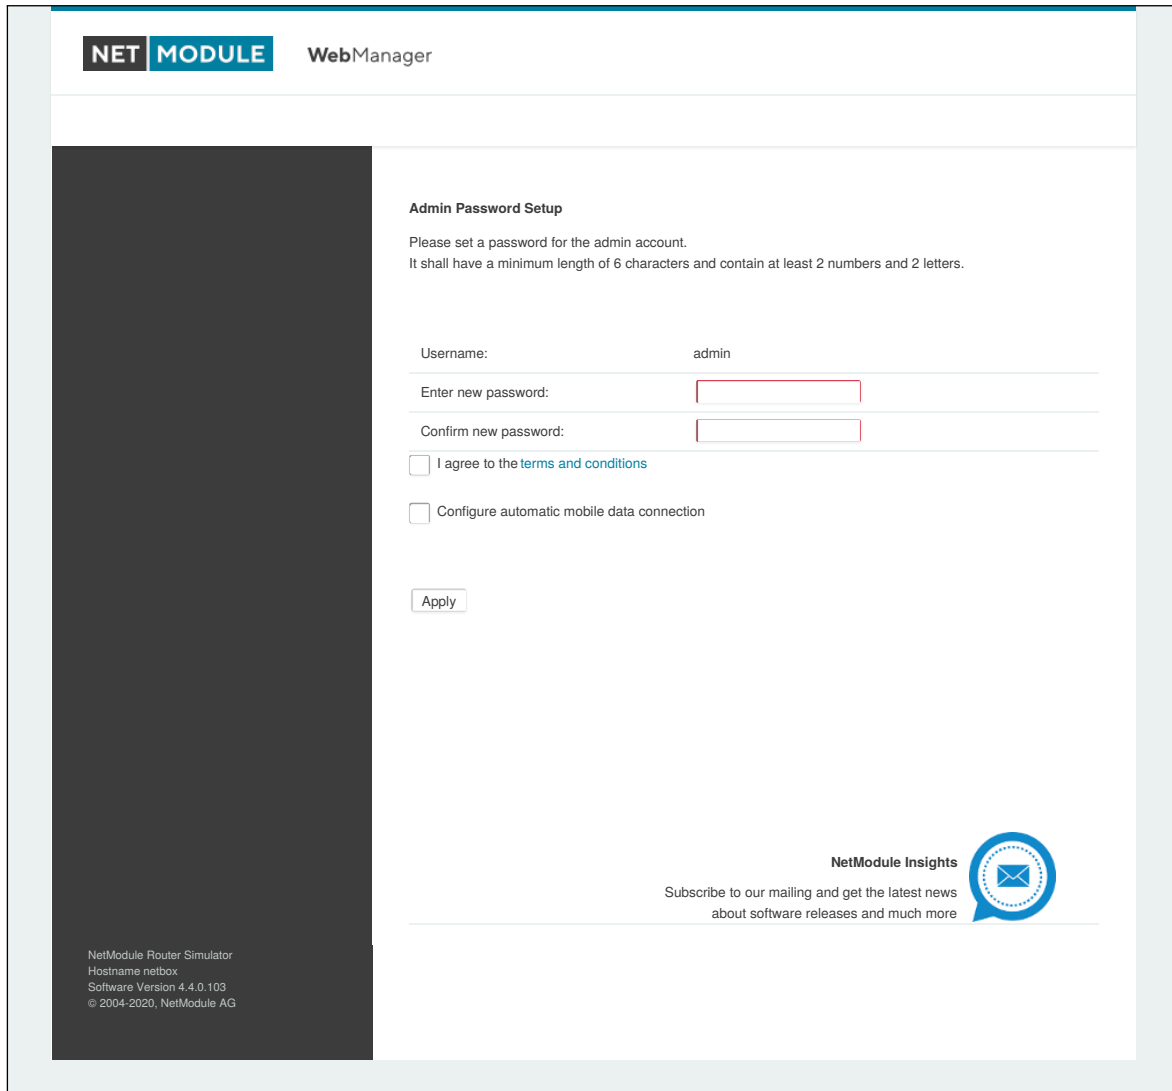 NET MODULE WebManager
Admin Password Setup
Please set a password for the admin account.
It shall have a minimum length of 6 characters and contain at least 2 numbers and 2 letters.
Username: admin
Enter new password:
Confirm new password:
I agree to the terms and conditions
Configure automatic mobile data connection
Apply
NetModule Insights
Subscribe to our mailing and get the latest news
about software releases and much more
NetModule Router Simulator
Hostname netbox
Software Version 4.4.0.103
© 2004-2020, NetModule AG